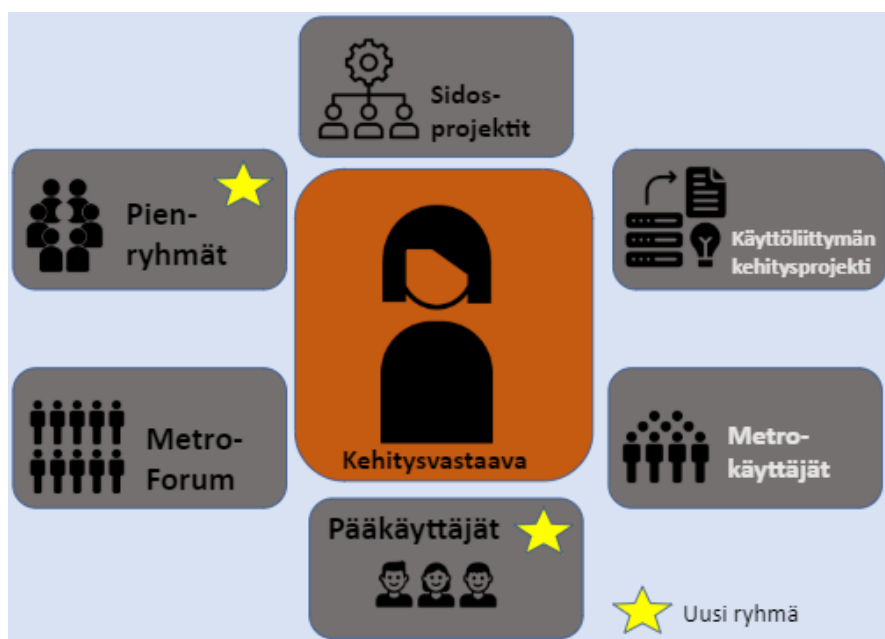 Sidos-
projektit
Pien-
ryhmät
Käyttöliittymän
kehitysprojekti
Metro-
Forum
Kehitysvastaava
Metro-
käyttäjät
Pääkäyttäjät
Uusi ryhmä